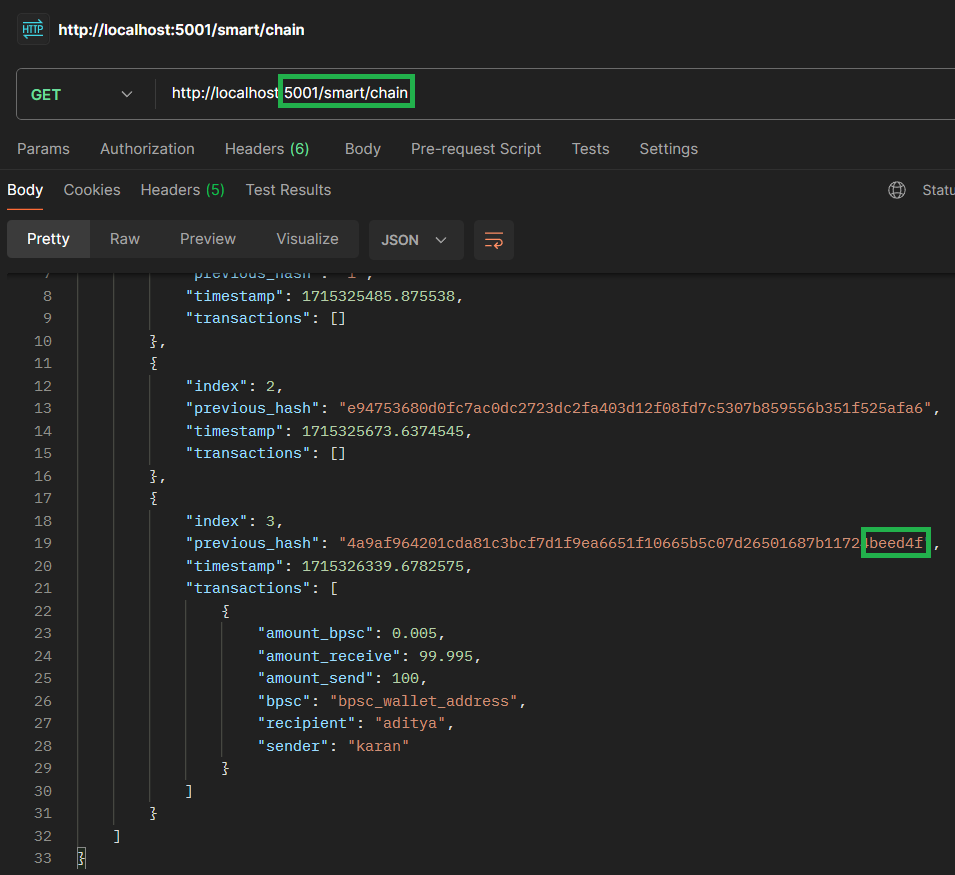 HTTP http://localhost:5001/smart/chain
GET http://localhost:5001/smart/chain
Params Authorization Headers (6) Body Pre-request Script Tests Settings
Body Cookies Headers (5) Test Results Statu
Pretty Raw Preview Visualize JSON
7 "previous_hash": "1",
8 "timestamp": 1715325485.875538,
9 "transactions": []
10 },
11 {
12 "index": 2,
13 "previous_hash": "e94753680d0fc7ac0dc2723dc2fa403d12f08fd7c5307b859556b351f525afa6",
14 "timestamp": 1715325673.6374545,
15 "transactions": []
16 },
17 {
18 "index": 3,
19 "previous_hash": "4a9af964201cda81c3bcf7d1f9ea6651f10665b5c07d26501687b11724beed4f",
20 "timestamp": 1715326339.6782575,
21 "transactions": [
22 {
23 "amount_bpsc": 0.005,
24 "amount_receive": 99.995,
25 "amount_send": 100,
26 "bpsc": "bpsc_wallet_address",
27 "recipient": "aditya",
28 "sender": "karan"
29 }
30 ]
31 }
32 ]
33 }